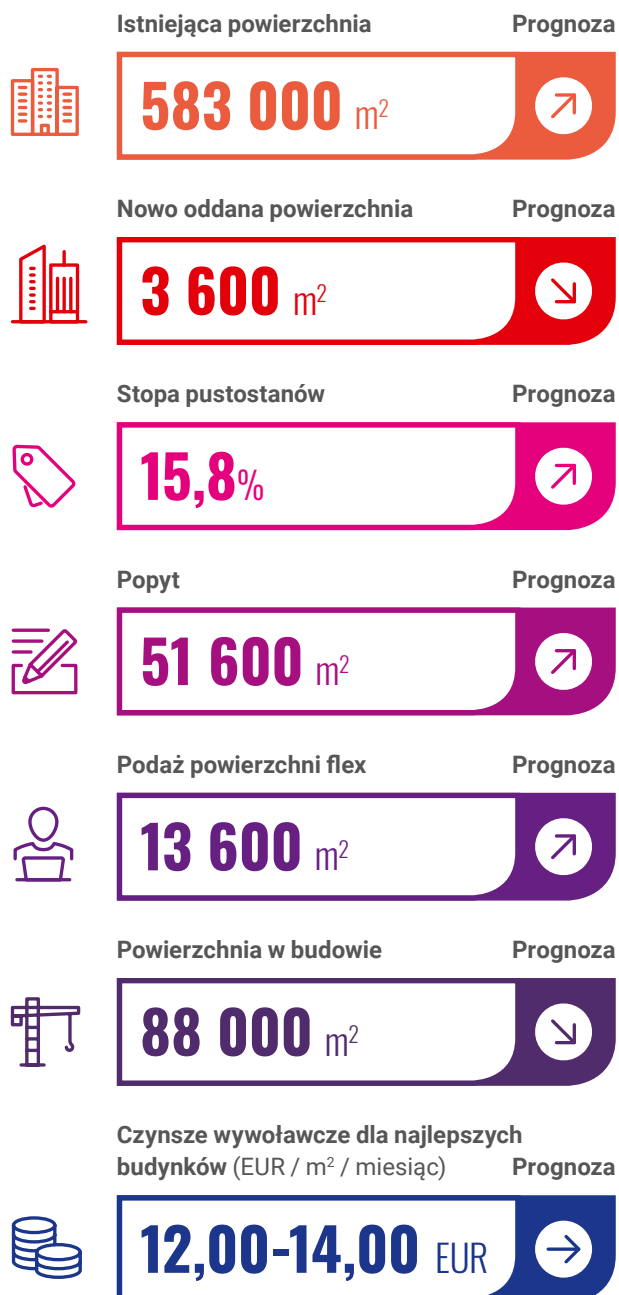 Istniejąca powierzchnia Prognoza
583 000 m²
Nowo oddana powierzchnia Prognoza
3 600 m²
Stopa pustostanów Prognoza
15,8%
Popyt Prognoza
51 600 m²
Podaż powierzchni flex Prognoza
13 600 m²
Powierzchnia w budowie Prognoza
88 000 m²
Czynsze wywoławcze dla najlepszych
budynków (EUR / m² / miesiąc) Prognoza
12,00-14,00 EUR